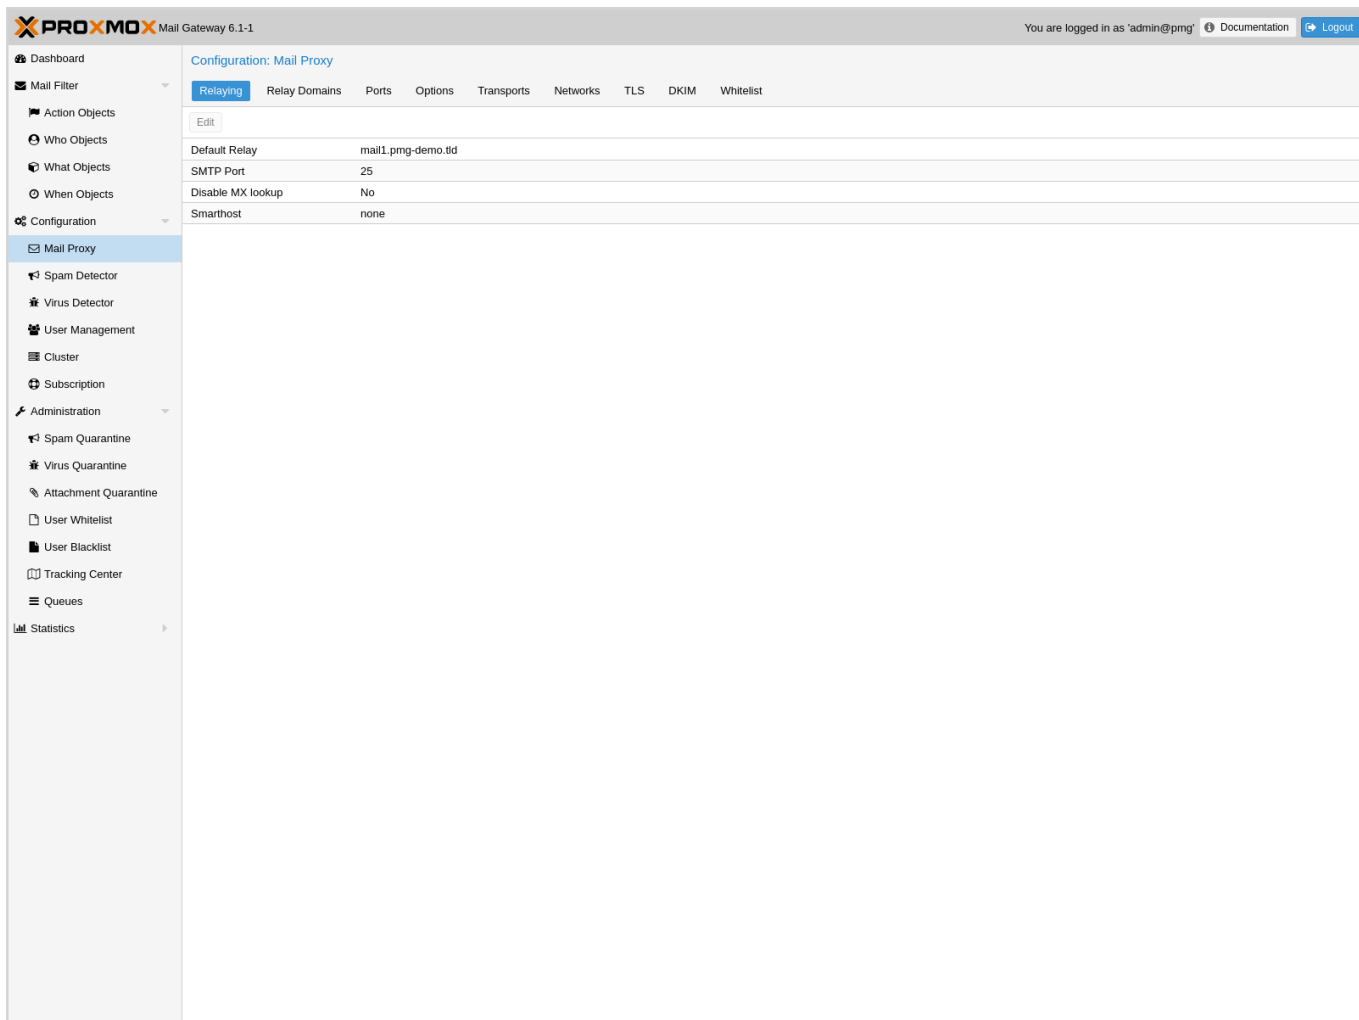 PROXMOX Mail Gateway 6.1-1
You are logged in as 'admin@pmg'
Documentation
Logout
Dashboard
Mail Filter
Action Objects
Who Objects
What Objects
When Objects
Configuration
Mail Proxy
Spam Detector
Virus Detector
User Management
Cluster
Subscription
Administration
Spam Quarantine
Virus Quarantine
Attachment Quarantine
User Whitelist
User Blacklist
Tracking Center
Queues
Statistics
Configuration: Mail Proxy
Relaying Relay Domains Ports Options Transports Networks TLS DKIM Whitelist
Edit
Default Relay mail1.pmg-demo.tld
SMTP Port 25
Disable MX lookup No
Smarthost none